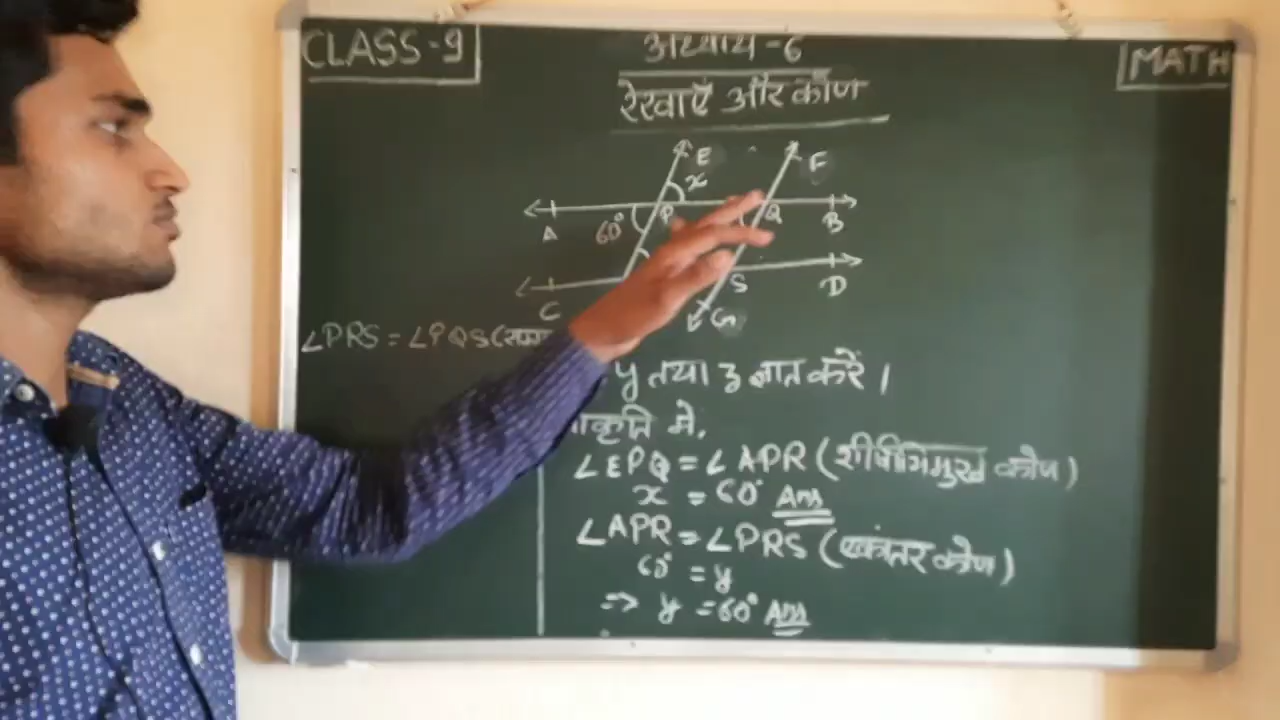 CLASS-9
अध्याय-6
MATH
रेखाएँ और कोण
E
F
x
A
60°
P
Q
B
C
S
D
G
∠PRS = ∠PQS (
y तथा z ज्ञात करें।
में,
∠EPQ = ∠APR (शीर्षाभिमुख कोण)
x = 60° Ans
∠APR = ∠PRS (एकांतर कोण)
60° = y
=> y = 60° Ans